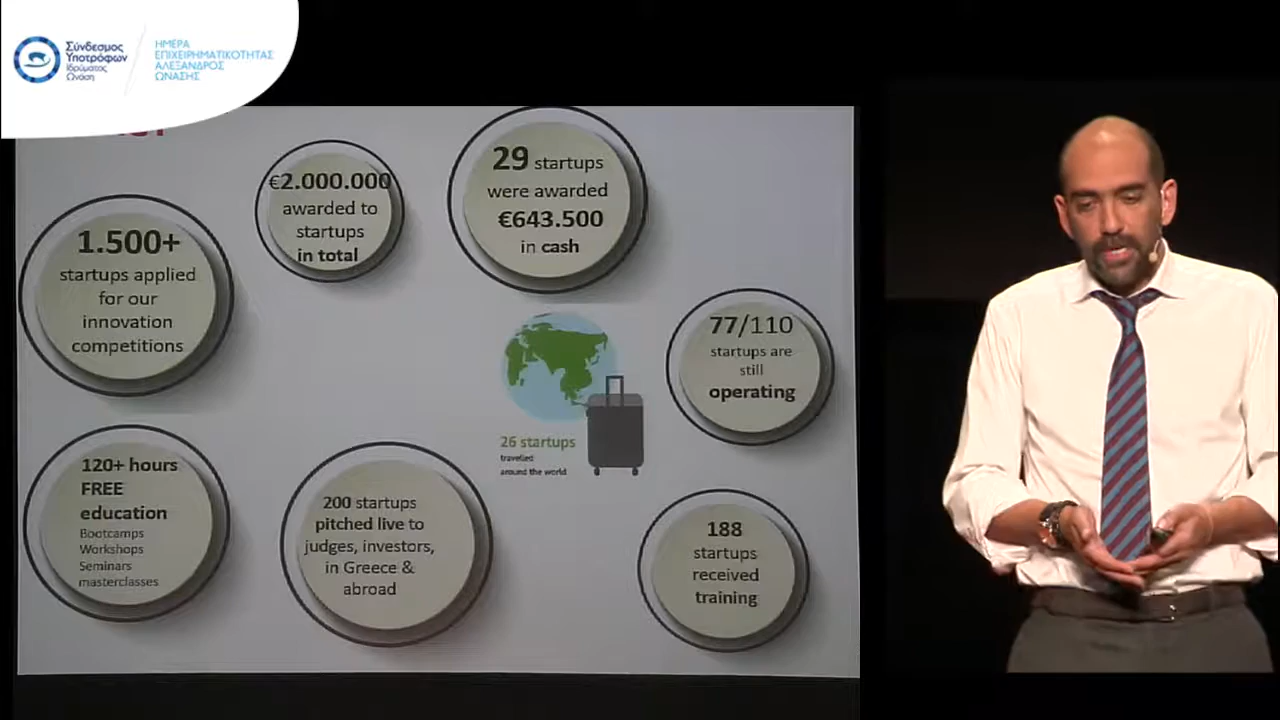 Σύνδεσμος
Υποτρόφων
Ιδρύματος
Ωνάση
ΗΜΕΡΑ
ΕΠΙΧΕΙΡΗΜΑΤΙΚΟΤΗΤΑΣ
ΑΛΕΞΑΝΔΡΟΣ
ΩΝΑΣΗΣ
€2.000.000
awarded to
startups
in total
29 startups
were awarded
€643.500
in cash
1.500+
startups applied
for our
innovation
competitions
77/110
startups are
still
operating
26 startups
travelled
around the world
120+ hours
FREE
education
Bootcamps
Workshops
Seminars
masterclasses
200 startups
pitched live to
judges, investors,
in Greece &
abroad
188
startups
received
training